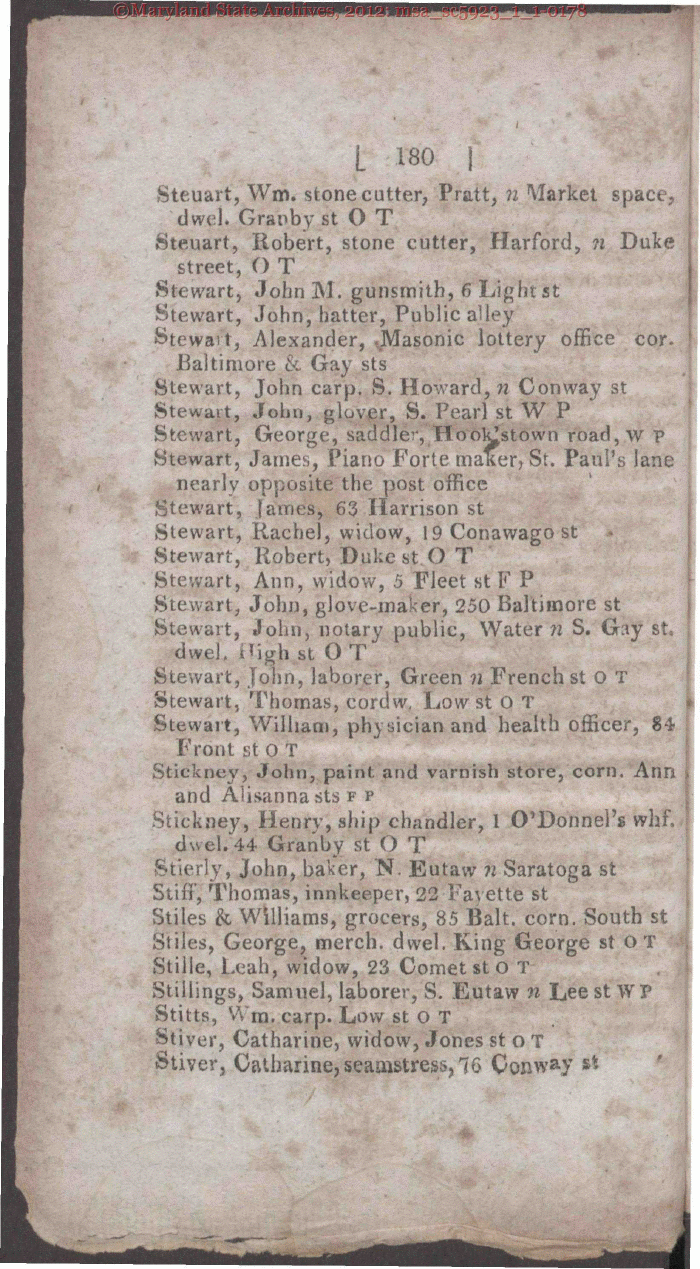 ©Maryland State Archives, 2012: msa_sc5923_1_1-0178
[ 180 ]
Steuart, Wm. stone cutter, Pratt, n Market space,
dwel. Granby st O T
Steuart, Robert, stone cutter, Harford, n Duke
street, O T
Stewart, John M. gunsmith, 6 Light st
Stewart, John, hatter, Public alley
Stewart, Alexander, Masonic lottery office cor.
Baltimore & Gay sts
Stewart, John carp. S. Howard, n Conway st
Stewart, John, glover, S. Pearl st W P
Stewart, George, saddler, Hook'stown road, W P
Stewart, James, Piano Forte maker, St. Paul's lane
nearly opposite the post office
Stewart, James, 63 Harrison st
Stewart, Rachel, widow, 19 Conawago st
Stewart, Robert, Duke st O T
Stewart, Ann, widow, 5 Fleet st F P
Stewart, John, glove-maker, 250 Baltimore st
Stewart, John, notary public, Water n S. Gay st.
dwel. High st O T
Stewart, John, laborer, Green n French st O T
Stewart, Thomas, cordw. Low st O T
Stewart, William, physician and health officer, 84
Front st O T
Stickney, John, paint and varnish store, corn. Ann
and Alisanna sts F P
Stickney, Henry, ship chandler, 1 O'Donnel's whf.
dwel. 44 Granby st O T
Stierly, John, baker, N. Eutaw n Saratoga st
Stiff, Thomas, innkeeper, 22 Fayette st
Stiles & Williams, grocers, 85 Balt. corn. South st
Stiles, George, merch. dwel. King George st O T
Stille, Leah, widow, 23 Comet st O T
Stillings, Samuel, laborer, S. Eutaw n Lee st W P
Stitts, Wm. carp. Low st O T
Stiver, Catharine, widow, Jones st O T
Stiver, Catharine, seamstress, 76 Conway st